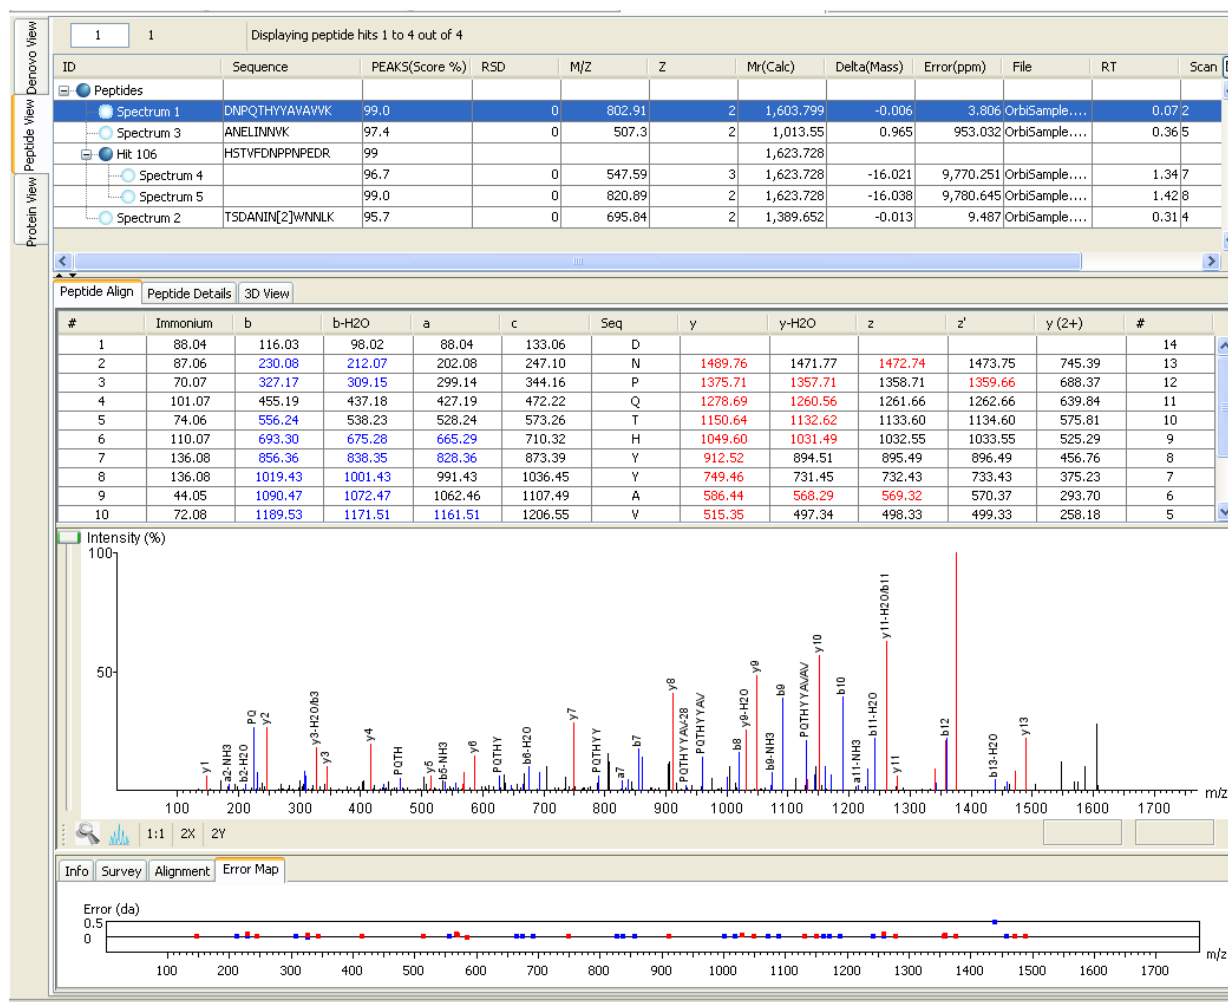 Denovo View
Peptide View
Protein View
1 1 Displaying peptide hits 1 to 4 out of 4
ID Sequence PEAKS(Score %) RSD M/Z Z Mr(Calc) Delta(Mass) Error(ppm) File RT Scan
Peptides
Spectrum 1 DNPQTHYYAVAVVK 99.0 0 802.91 2 1,603.799 -0.006 3.806 OrbiSample.... 0.07 2
Spectrum 3 ANELINNVK 97.4 0 507.3 2 1,013.55 0.965 953.032 OrbiSample.... 0.36 5
Hit 106 HSTVFDNPPNPEDR 99 1,623.728
Spectrum 4 96.7 0 547.59 3 1,623.728 -16.021 9,770.251 OrbiSample.... 1.34 7
Spectrum 5 99.0 0 820.89 2 1,623.728 -16.038 9,780.645 OrbiSample.... 1.42 8
Spectrum 2 TSDANIN[2]WNNLK 95.7 0 695.84 2 1,389.652 -0.013 9.487 OrbiSample.... 0.31 4
Peptide Align Peptide Details 3D View
# Immonium b b-H2O a c Seq y y-H2O z z' y (2+) #
1 88.04 116.03 98.02 88.04 133.06 D 14
2 87.06 230.08 212.07 202.08 247.10 N 1489.76 1471.77 1472.74 1473.75 745.39 13
3 70.07 327.17 309.15 299.14 344.16 P 1375.71 1357.71 1358.71 1359.66 688.37 12
4 101.07 455.19 437.18 427.19 472.22 Q 1278.69 1260.56 1261.66 1262.66 639.84 11
5 74.06 556.24 538.23 528.24 573.26 T 1150.64 1132.62 1133.60 1134.60 575.81 10
6 110.07 693.30 675.28 665.29 710.32 H 1049.60 1031.49 1032.55 1033.55 525.29 9
7 136.08 856.36 838.35 828.36 873.39 Y 912.52 894.51 895.49 896.49 456.76 8
8 136.08 1019.43 1001.43 991.43 1036.45 Y 749.46 731.45 732.43 733.43 375.23 7
9 44.05 1090.47 1072.47 1062.46 1107.49 A 586.44 568.29 569.32 570.37 293.70 6
10 72.08 1189.53 1171.51 1161.51 1206.55 V 515.35 497.34 498.33 499.33 258.18 5
Intensity (%)
100
50
y1 a2-NH3 b2-H2O PQ y2 y3-H2O/b3 y3 y4 PQTH y5 b5-NH3 y6 PQTHY b6-H2O y7 PQTHYY a7 b7 y8 PQTHYYAV-28 PQTHYYAV b8 y9-H2O y9 b9-NH3 b9 PQTHYYAVAV y10 b10 a11-NH3 b11-H2O y11-H2O/b11 y11 b12 b13-H2O y13
100 200 300 400 500 600 700 800 900 1000 1100 1200 1300 1400 1500 1600 1700 m/z
1:1 2X 2Y
Info Survey Alignment Error Map
Error (da)
0.5
0
100 200 300 400 500 600 700 800 900 1000 1100 1200 1300 1400 1500 1600 1700 m/z